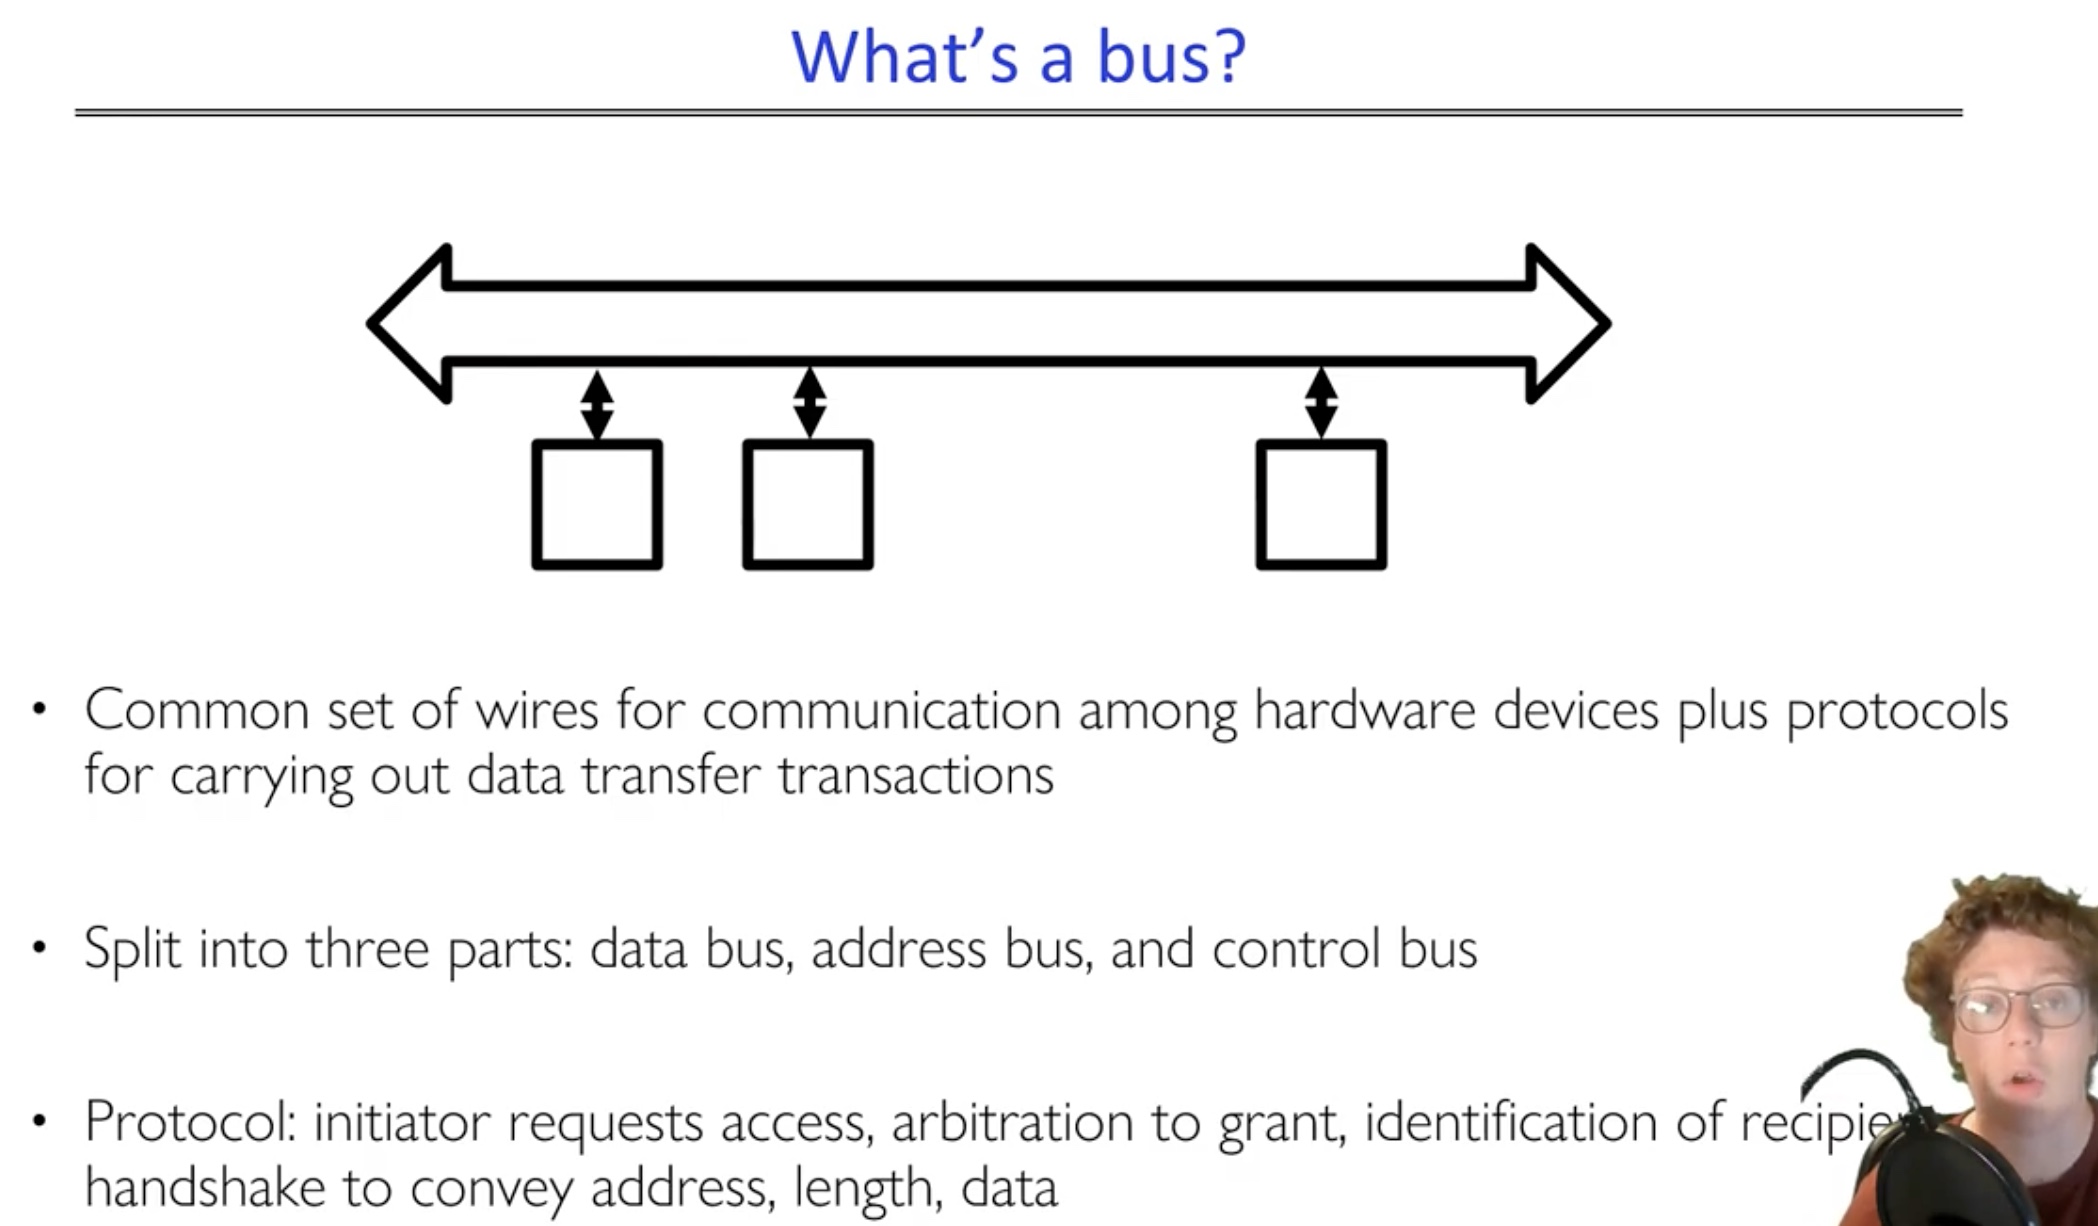 What's a bus?
• Common set of wires for communication among hardware devices plus protocols
for carrying out data transfer transactions
• Split into three parts: data bus, address bus, and control bus
• Protocol: initiator requests access, arbitration to grant, identification of
handshake to convey address, length, data